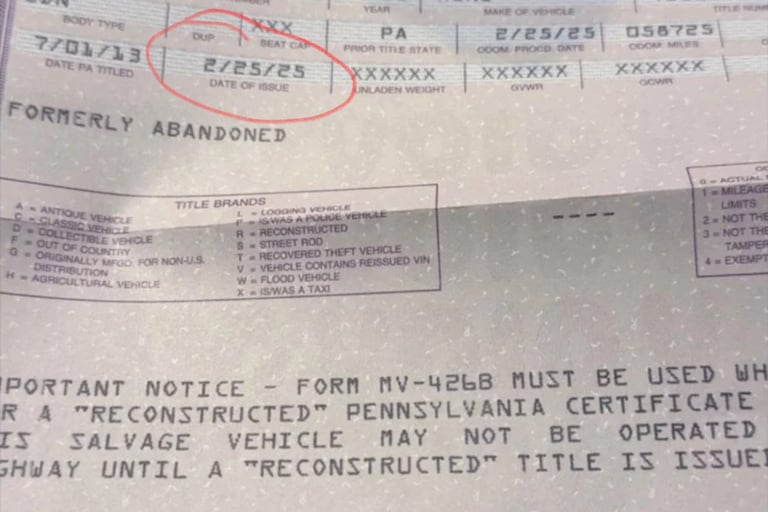 YEAR
MAKE OF VEHICLE
BODY TYPE
DUP
XXX
SEAT CAP
PA
PRIOR TITLE STATE
2/25/25
ODOM. PROCD. DATE
058725
ODOM. MILES
7/01/13
DATE PA TITLED
2/25/25
DATE OF ISSUE
XXXXXX
UNLADEN WEIGHT
XXXXXX
GVWR
XXXXXX
GCWR
FORMERLY ABANDONED
TITLE BRANDS
A = ANTIQUE VEHICLE
C = CLASSIC VEHICLE
D = COLLECTIBLE VEHICLE
F = OUT OF COUNTRY
G = ORIGINALLY MFGD. FOR NON-U.S.
DISTRIBUTION
H = AGRICULTURAL VEHICLE
L = LOGGING VEHICLE
P = IS/WAS A POLICE VEHICLE
R = RECONSTRUCTED
S = STREET ROD
T = RECOVERED THEFT VEHICLE
V = VEHICLE CONTAINS REISSUED VIN
W = FLOOD VEHICLE
X = IS/WAS A TAXI
----
0 = ACTUAL
1 = MILEAGE
LIMITS
2 = NOT THE
3 = NOT THE
TAMPER
4 = EXEMPT
PORTANT NOTICE - FORM MV-426B MUST BE USED WH
R A "RECONSTRUCTED" PENNSYLVANIA CERTIFICATE
IS SALVAGE VEHICLE MAY NOT BE OPERATED
GHWAY UNTIL A "RECONSTRUCTED" TITLE IS ISSUED